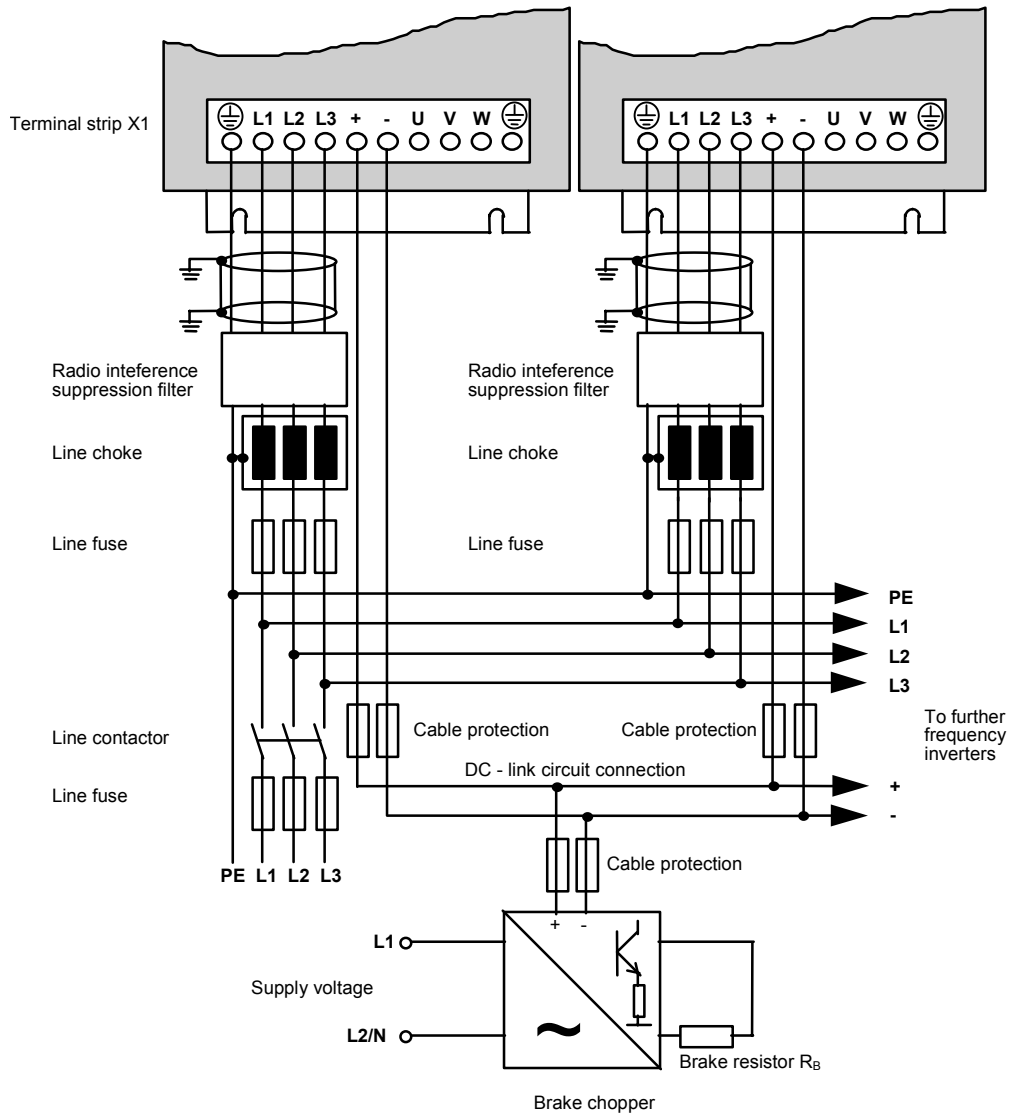 Terminal strip X1
L1 L2 L3 + - U V W
L1 L2 L3 + - U V W
Radio inteference
suppression filter
Radio inteference
suppression filter
Line choke
Line choke
Line fuse
Line fuse
PE
L1
L2
L3
Line contactor
Cable protection
Cable protection
To further
frequency
inverters
DC - link circuit connection
Line fuse
+
-
Cable protection
PE L1 L2 L3
+ -
L1
Supply voltage
~
L2/N
Brake resistor RB
Brake chopper